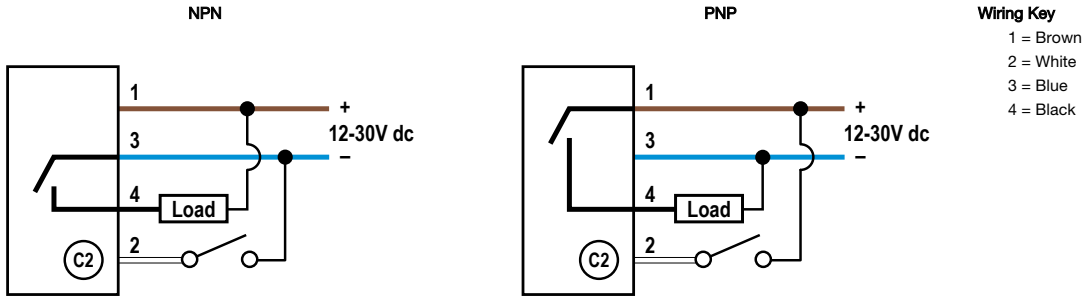 NPN
1
+
12-30V dc
3
–
4
Load
2
C2
PNP
1
+
12-30V dc
3
–
4
Load
2
C2
Wiring Key
1 = Brown
2 = White
3 = Blue
4 = Black